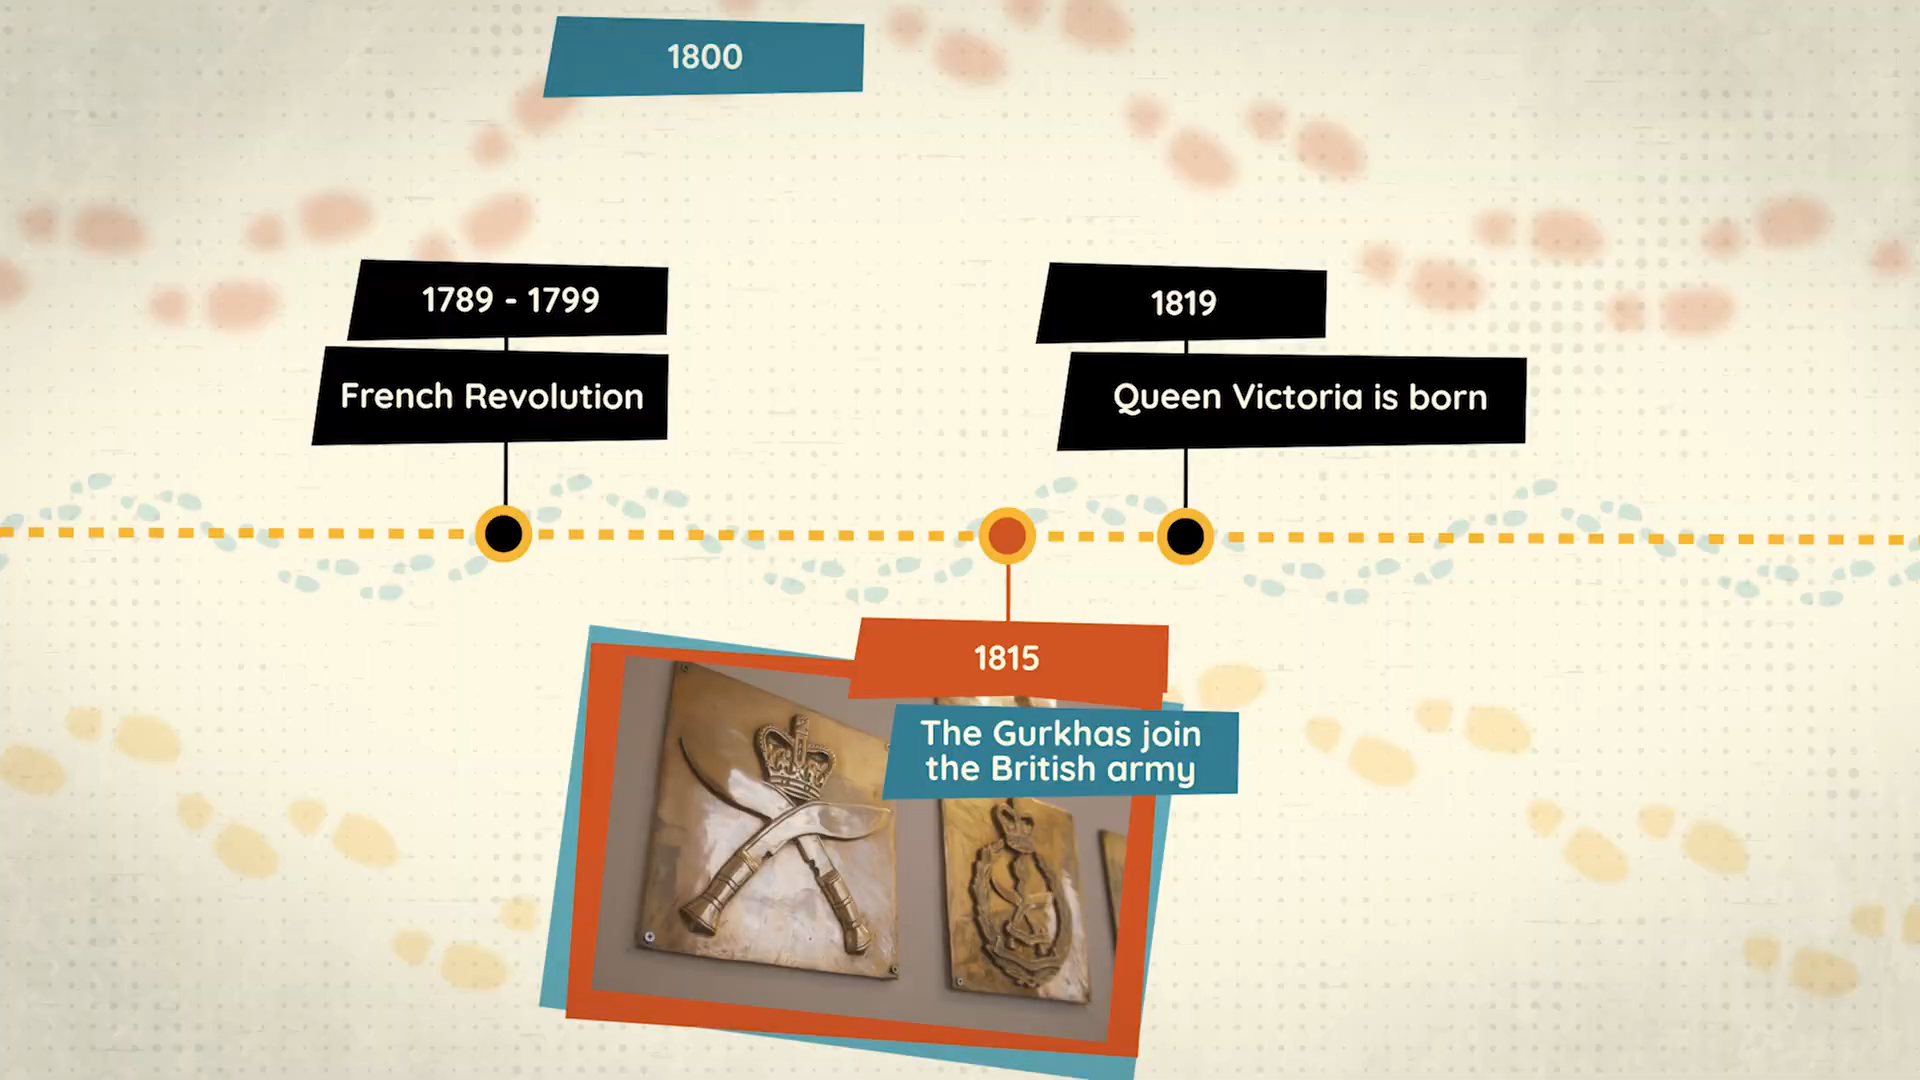 1800
1789 - 1799
French Revolution
1819
Queen Victoria is born
1815
The Gurkhas join
the British army